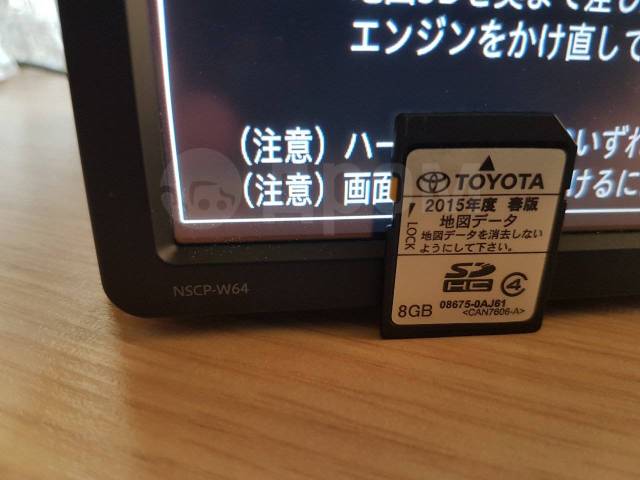 エンジンをかけ直して
（注意）ハー
いずれ
（注意）画面
けるに
NSCP-W64
TOYOTA
2015年度 春版
地図データ
地図データを消去しない
ようにして下さい。
LOCK
SDHC
4
8GB
08675-0AJ61
<CAN7606-A>